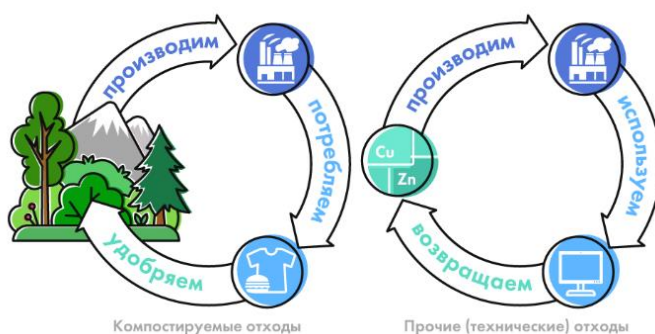 производим
потребляем
удобряем
Компостируемые отходы
производим
используем
Cu
Zn
возвращаем
Прочие (технические) отходы